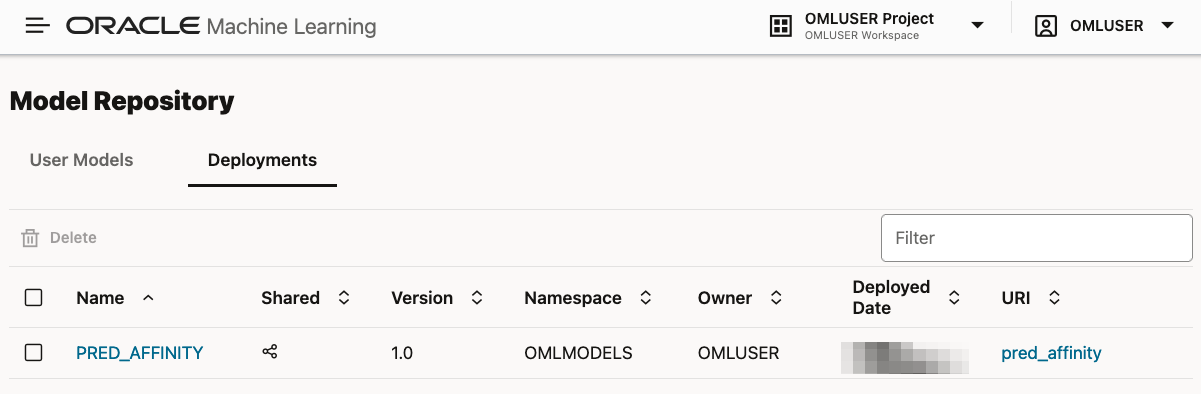 ORACLE Machine Learning
OMLUSER Project
OMLUSER Workspace
OMLUSER
Model Repository
User Models
Deployments
Delete
Filter
Name
Shared
Version
Namespace
Owner
Deployed
Date
URI
PRED_AFFINITY
1.0
OMLMODELS
OMLUSER
pred_affinity